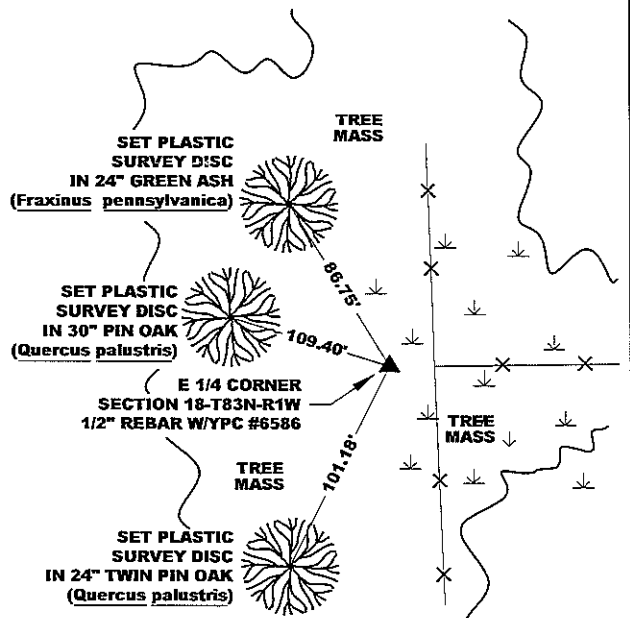 TREE
MASS
SET PLASTIC
SURVEY DISC
IN 24" GREEN ASH
(Fraxinus pennsylvanica)
86.75'
SET PLASTIC
SURVEY DISC
IN 30" PIN OAK
(Quercus palustris)
109.40'
E 1/4 CORNER
SECTION 18-T83N-R1W
1/2" REBAR W/YPC #6586
TREE
MASS
101.18'
TREE
MASS
SET PLASTIC
SURVEY DISC
IN 24" TWIN PIN OAK
(Quercus palustris)